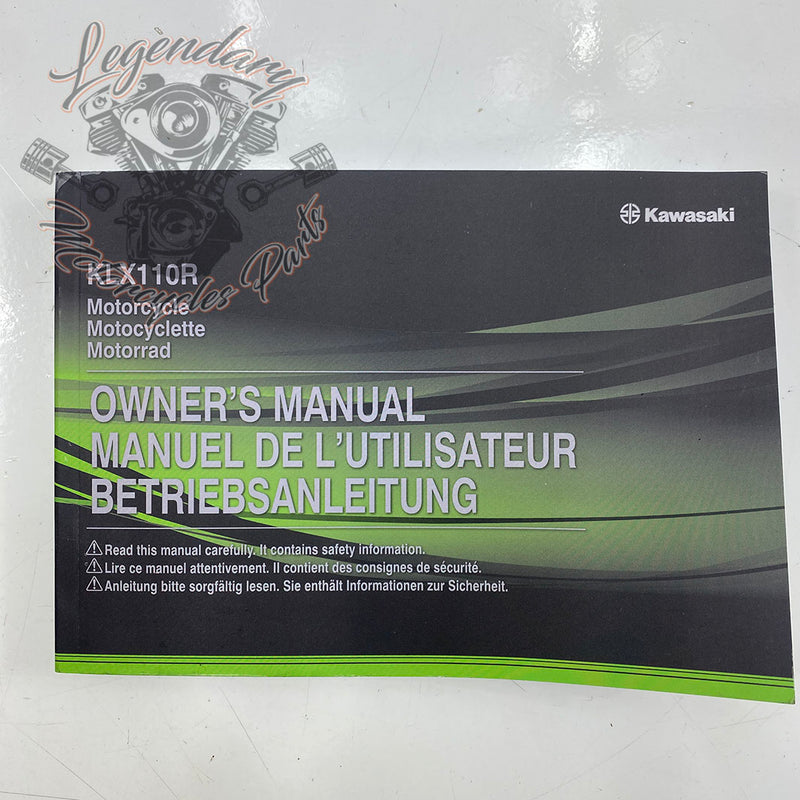 Legendary
Motorcycles Parts
Kawasaki
KLX110R
Motorcycle
Motocyclette
Motorrad
OWNER'S MANUAL
MANUEL DE L'UTILISATEUR
BETRIEBSANLEITUNG
Read this manual carefully. It contains safety information.
Lire ce manuel attentivement. Il contient des consignes de sécurité.
Anleitung bitte sorgfältig lesen. Sie enthält Informationen zur Sicherheit.